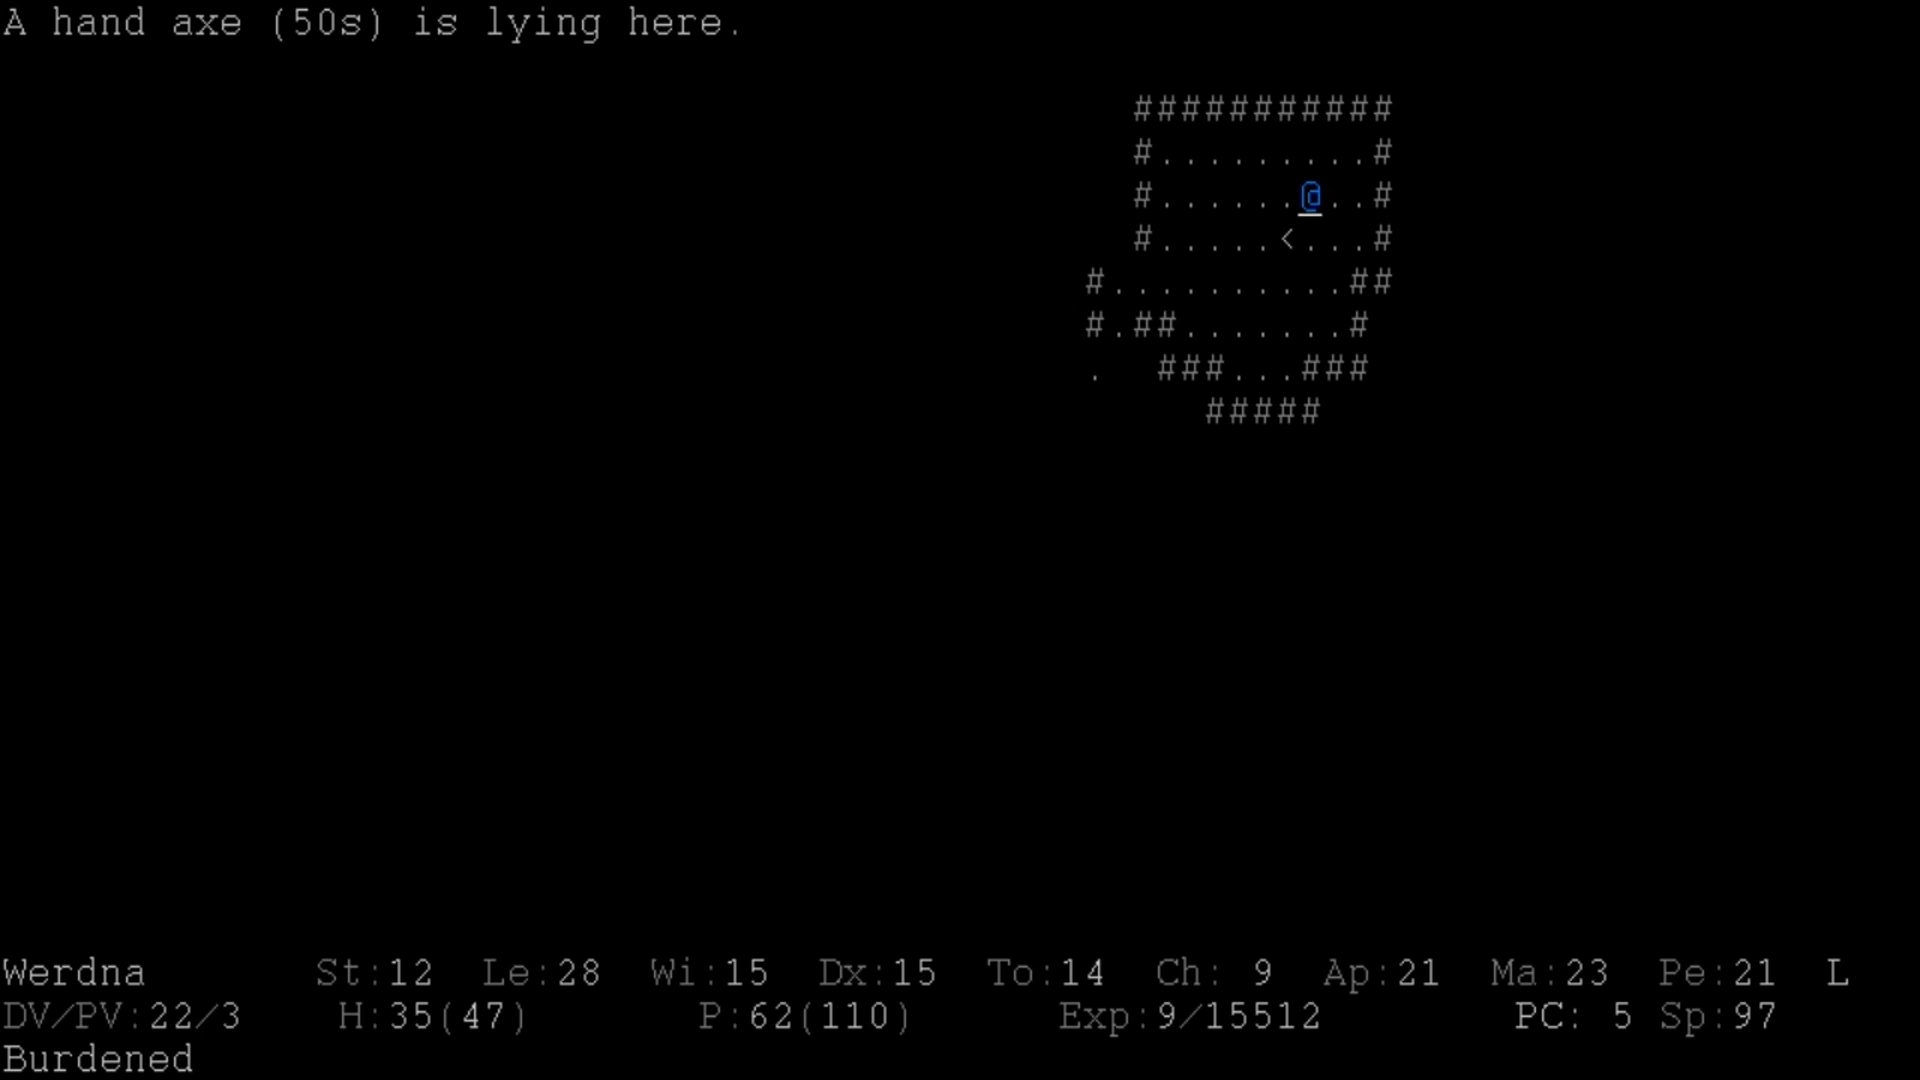 A hand axe (50s) is lying here.
###########
#.........#
#......@..#
#.....<...#
#..........##
#.##.......#
. ###...###
#####
Werdna St:12 Le:28 Wi:15 Dx:15 To:14 Ch: 9 Ap:21 Ma:23 Pe:21 L
DV/PV:22/3 H:35(47) P:62(110) Exp:9/15512 PC: 5 Sp:97
Burdened